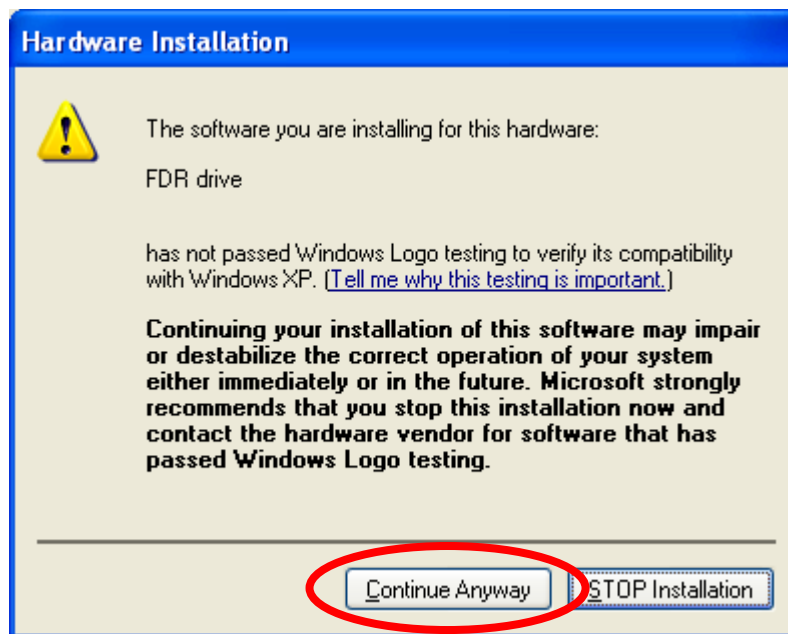 Hardware Installation
The software you are installing for this hardware:
FDR drive
has not passed Windows Logo testing to verify its compatibility
with Windows XP. (Tell me why this testing is important.)
Continuing your installation of this software may impair
or destabilize the correct operation of your system
either immediately or in the future. Microsoft strongly
recommends that you stop this installation now and
contact the hardware vendor for software that has
passed Windows Logo testing.
Continue Anyway STOP Installation